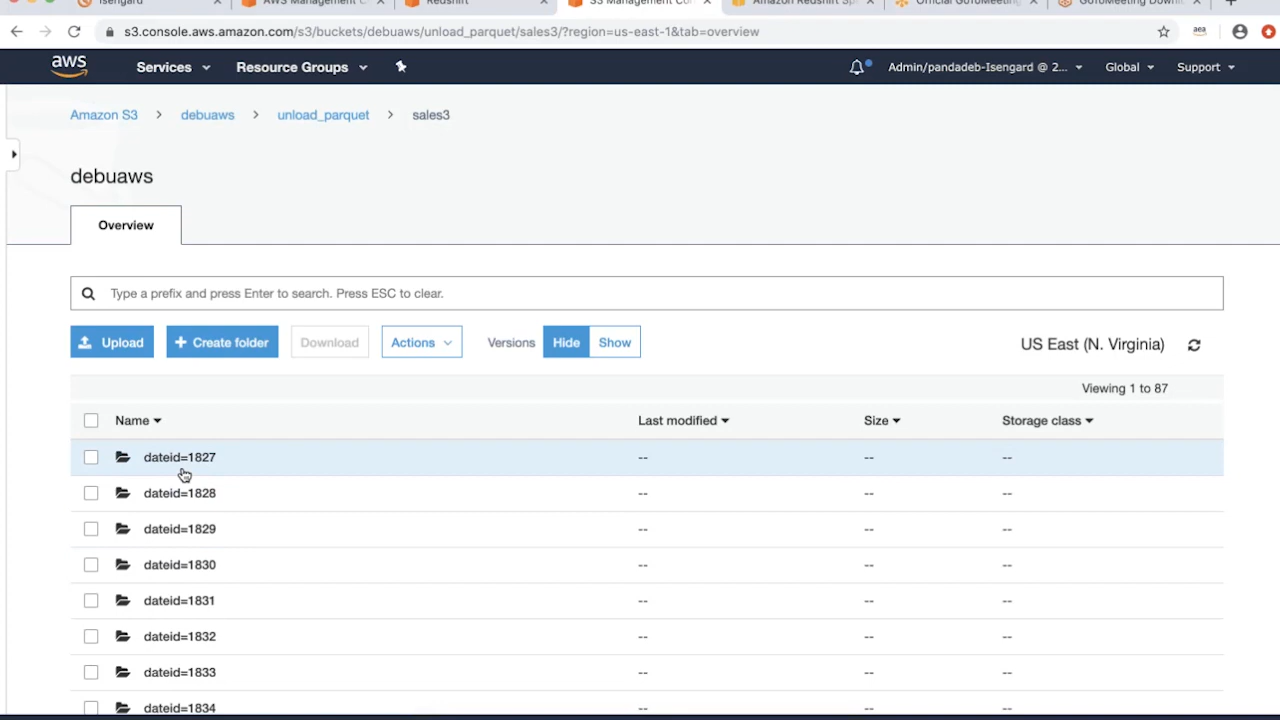 Isengard
AWS Management C
Redshift
S3 Management Con
Amazon Redshift Spe
Official GoToMeeting
GoToMeeting Downl
s3.console.aws.amazon.com/s3/buckets/debuaws/unload_parquet/sales3/?region=us-east-1&tab=overview
aea
aws
Services
Resource Groups
Admin/pandadeb-Isengard @ 2...
Global
Support
Amazon S3
debuaws
unload_parquet
sales3
debuaws
Overview
Type a prefix and press Enter to search. Press ESC to clear.
Upload
Create folder
Download
Actions
Versions
Hide
Show
US East (N. Virginia)
Viewing 1 to 87
Name
Last modified
Size
Storage class
dateid=1827 -- -- --
dateid=1828 -- -- --
dateid=1829 -- -- --
dateid=1830 -- -- --
dateid=1831 -- -- --
dateid=1832 -- -- --
dateid=1833 -- -- --
dateid=1834 -- -- --